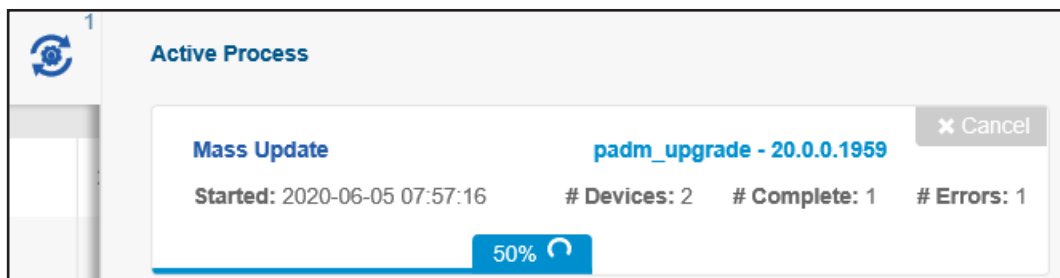 1
Active Process
✖ Cancel
Mass Update padm_upgrade - 20.0.0.1959
Started: 2020-06-05 07:57:16 # Devices: 2 # Complete: 1 # Errors: 1
50%